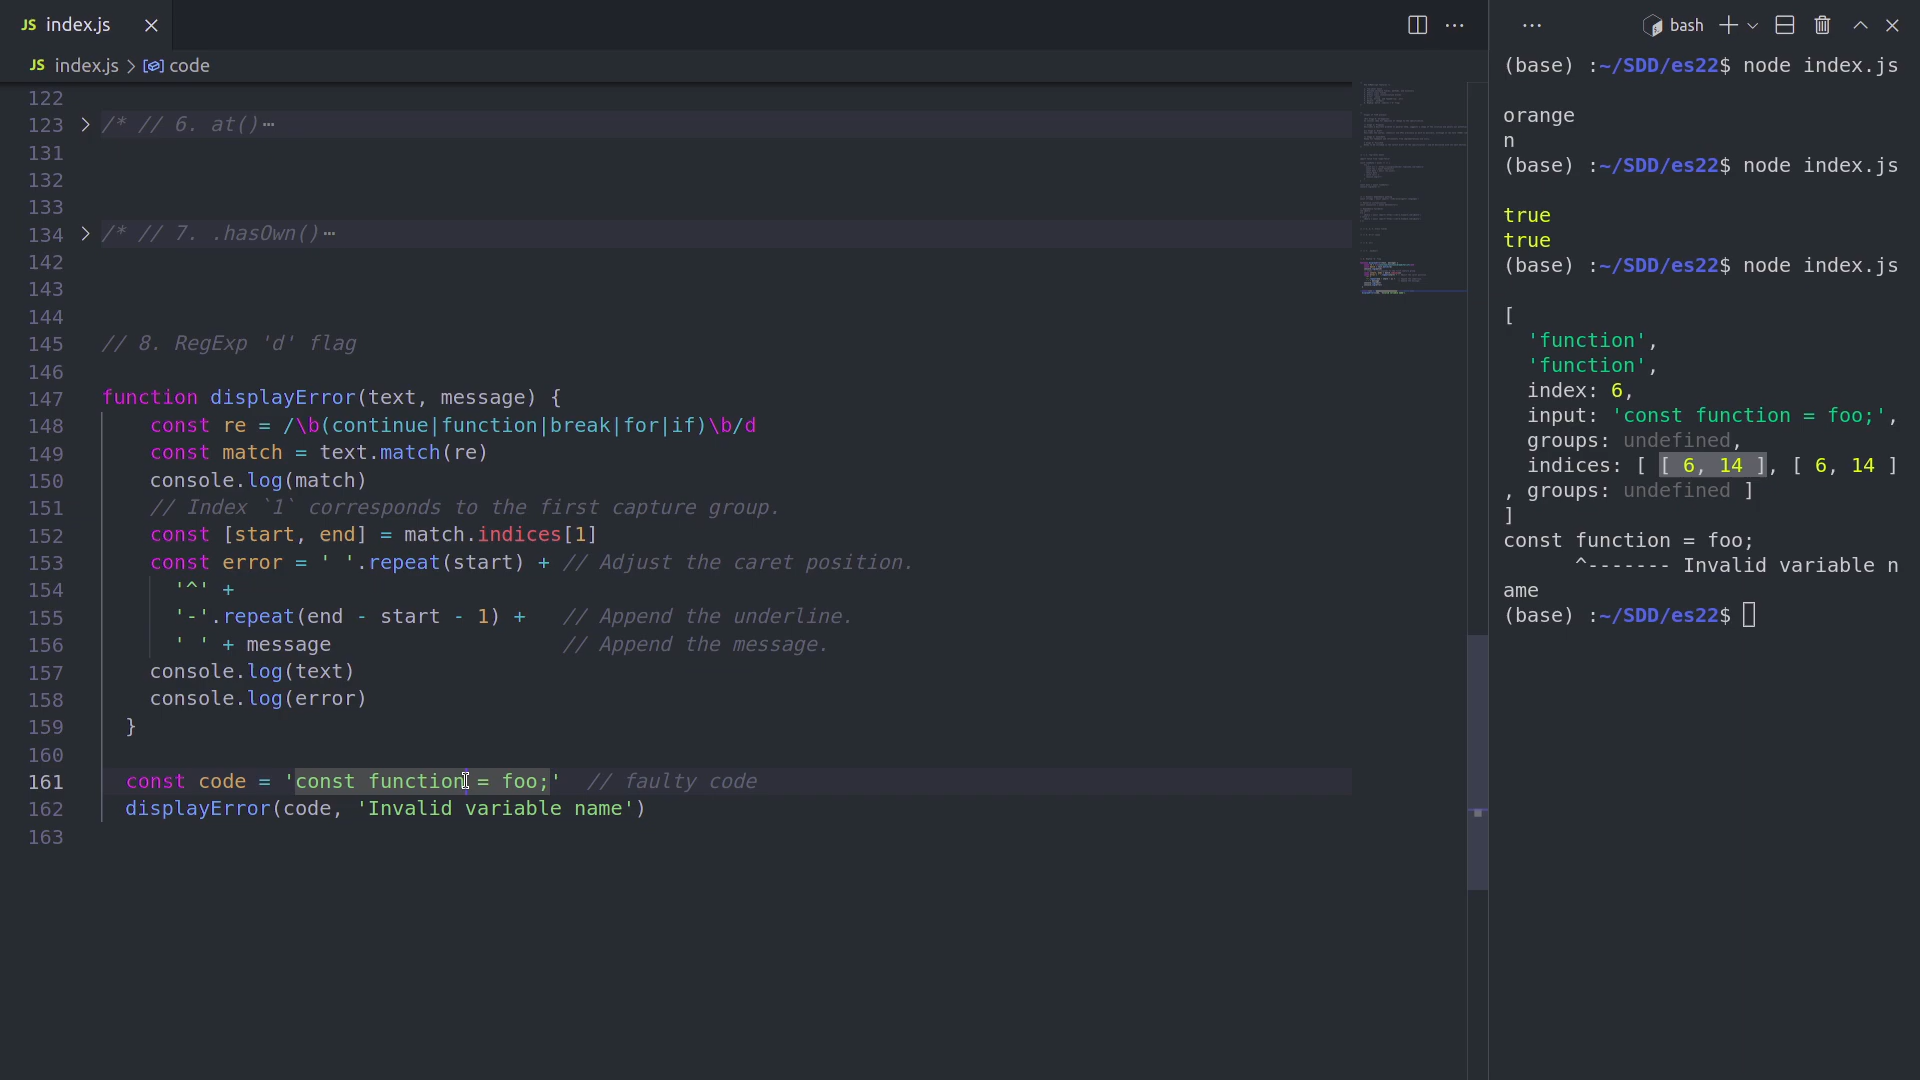 JS index.js
JS index.js > code
122
123 > /* // 6. at()⋯
131
132
133
134 > /* // 7. .hasOwn()⋯
142
143
144
145 // 8. RegExp 'd' flag
146
147 function displayError(text, message) {
148     const re = /\b(continue|function|break|for|if)\b/d
149     const match = text.match(re)
150     console.log(match)
151     // Index `1` corresponds to the first capture group.
152     const [start, end] = match.indices[1]
153     const error = ' '.repeat(start) + // Adjust the caret position.
154       '^' +
155       '-'.repeat(end - start - 1) +   // Append the underline.
156       ' ' + message                   // Append the message.
157     console.log(text)
158     console.log(error)
159   }
160
161   const code = 'const function = foo;'  // faulty code
162   displayError(code, 'Invalid variable name')
163
bash
(base) :~/SDD/es22$ node index.js
orange
n
(base) :~/SDD/es22$ node index.js
true
true
(base) :~/SDD/es22$ node index.js
[
  'function',
  'function',
  index: 6,
  input: 'const function = foo;',
  groups: undefined,
  indices: [ [ 6, 14 ], [ 6, 14 ]
, groups: undefined ]
]
const function = foo;
      ^------- Invalid variable n
ame
(base) :~/SDD/es22$